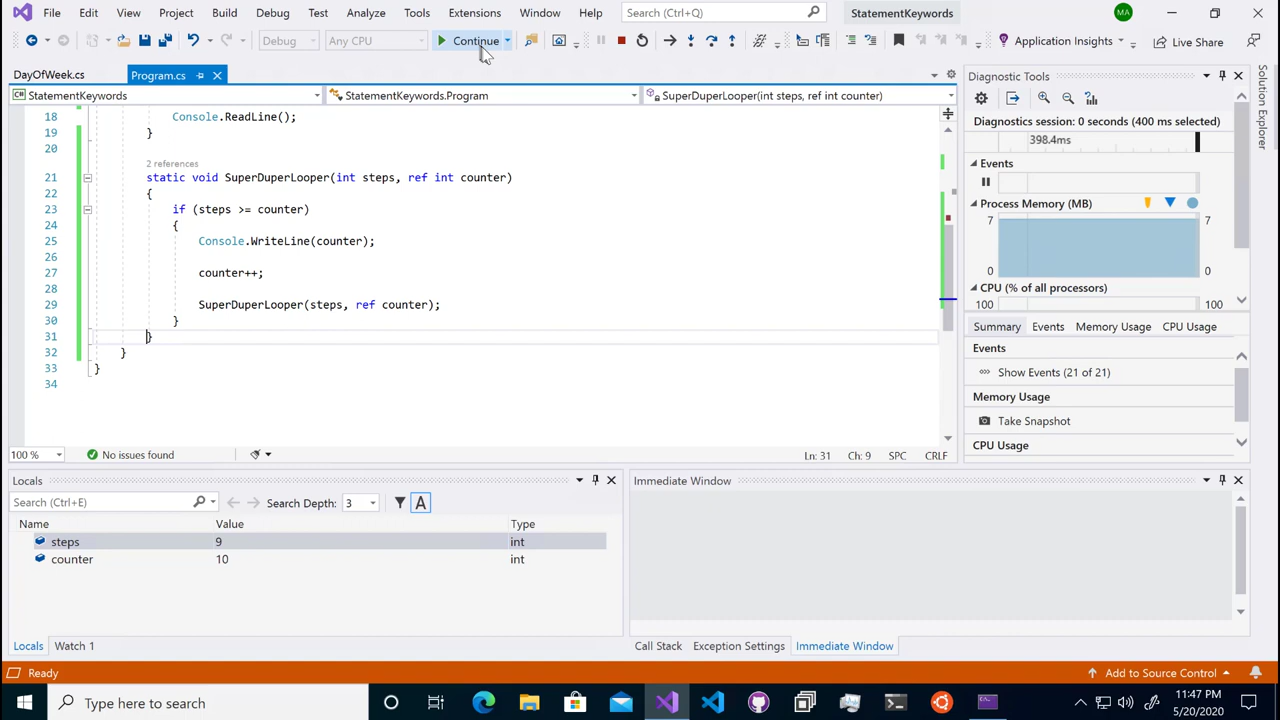 File Edit View Project Build Debug Test Analyze Tools Extensions Window Help Search (Ctrl+Q) StatementKeywords MA
Debug Any CPU Continue Application Insights Live Share
DayOfWeek.cs Program.cs
StatementKeywords StatementKeywords.Program SuperDuperLooper(int steps, ref int counter)
18 Console.ReadLine();
19 }
20
2 references
21 static void SuperDuperLooper(int steps, ref int counter)
22 {
23 if (steps >= counter)
24 {
25 Console.WriteLine(counter);
26
27 counter++;
28
29 SuperDuperLooper(steps, ref counter);
30 }
31 }
32 }
33 }
34
100 % No issues found Ln: 31 Ch: 9 SPC CRLF
Diagnostic Tools
Diagnostics session: 0 seconds (400 ms selected)
398.4ms
Events
Process Memory (MB)
7 7
0 0
CPU (% of all processors)
100 100
Summary Events Memory Usage CPU Usage
Events
Show Events (21 of 21)
Memory Usage
Take Snapshot
CPU Usage
Solution Explorer
Locals
Search (Ctrl+E) Search Depth: 3 A
Name Value Type
steps 9 int
counter 10 int
Locals Watch 1
Immediate Window
Call Stack Exception Settings Immediate Window
Ready Add to Source Control
Type here to search
11:47 PM
5/20/2020